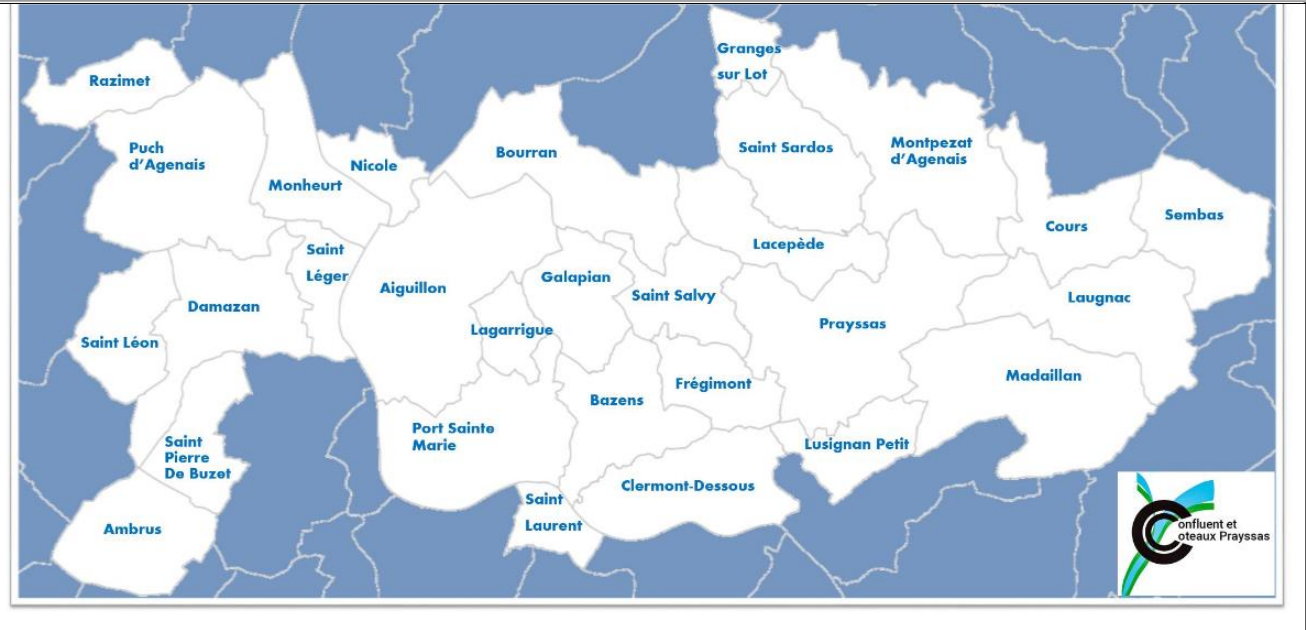 Granges
sur Lot
Razimet
Puch
d'Agenais
Monheurt
Nicole
Bourran
Saint Sardos
Montpezat
d'Agenais
Cours
Sembas
Saint
Léger
Lacepède
Aiguillon
Galapian
Saint Salvy
Laugnac
Damazan
Lagarrigue
Prayssas
Saint Léon
Frégimont
Madaillan
Bazens
Port Sainte
Marie
Saint
Pierre
De Buzet
Lusignan Petit
Clermont-Dessous
Saint
Laurent
Ambrus
Confluent et
Coteaux Prayssas